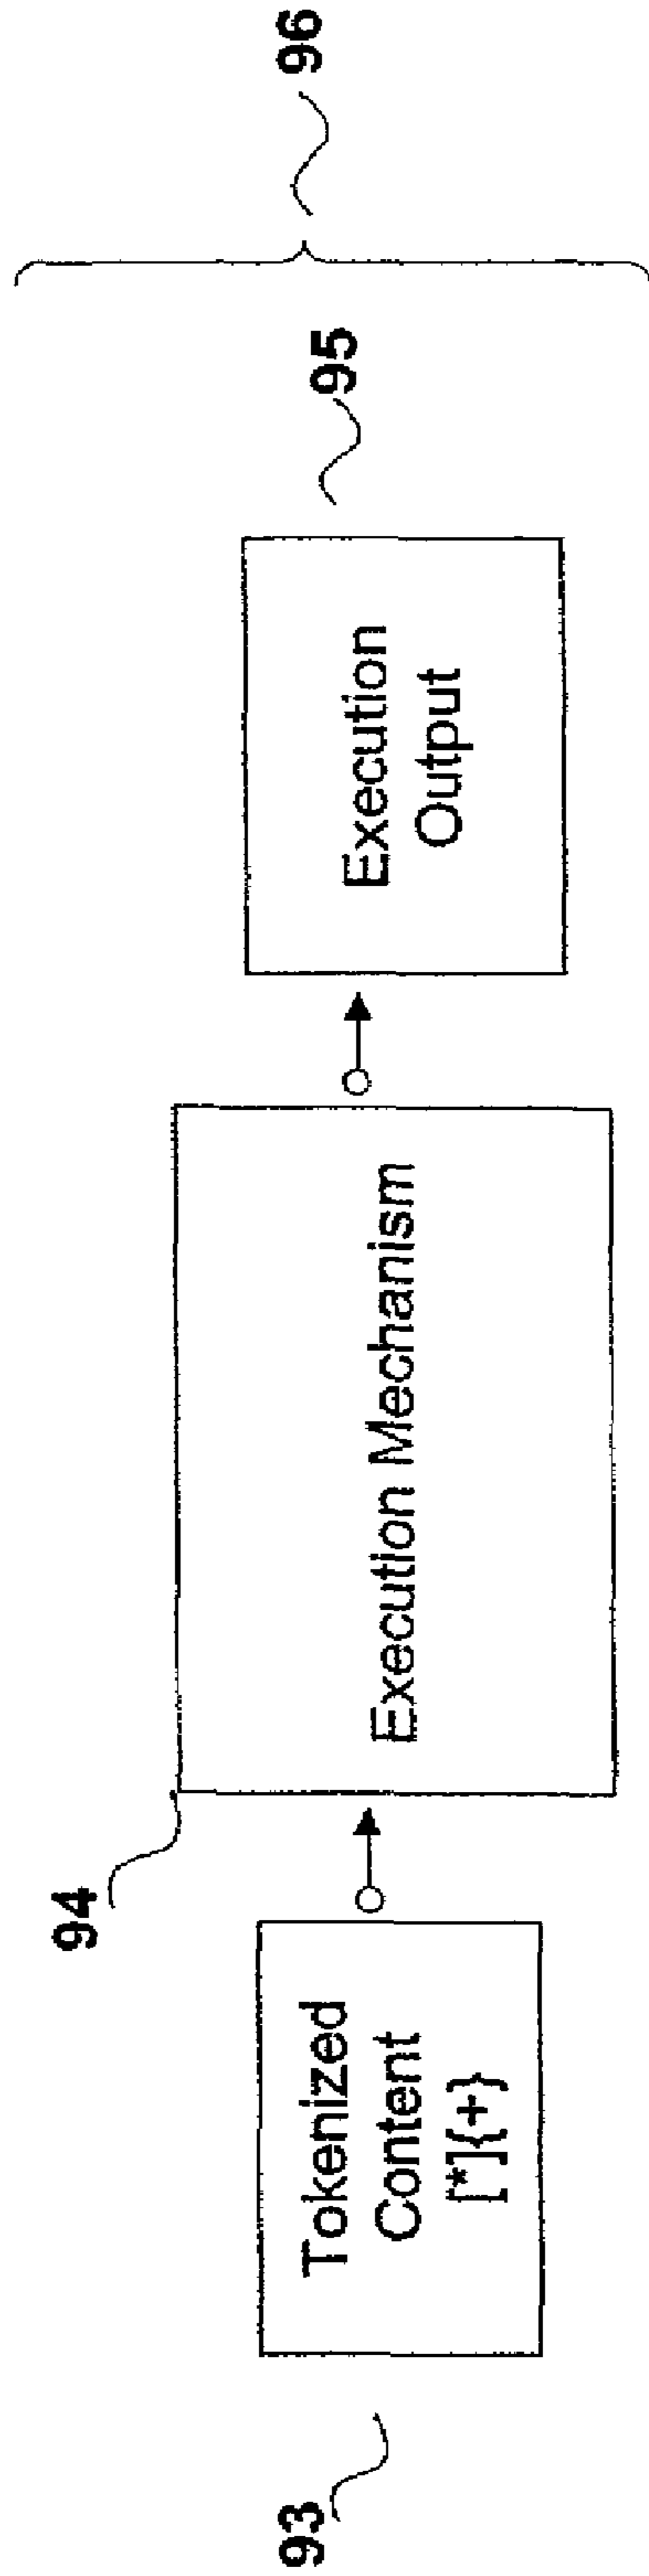 93
Tokenized
Content
[*]{+}
94
Execution Mechanism
Execution
Output
95
96